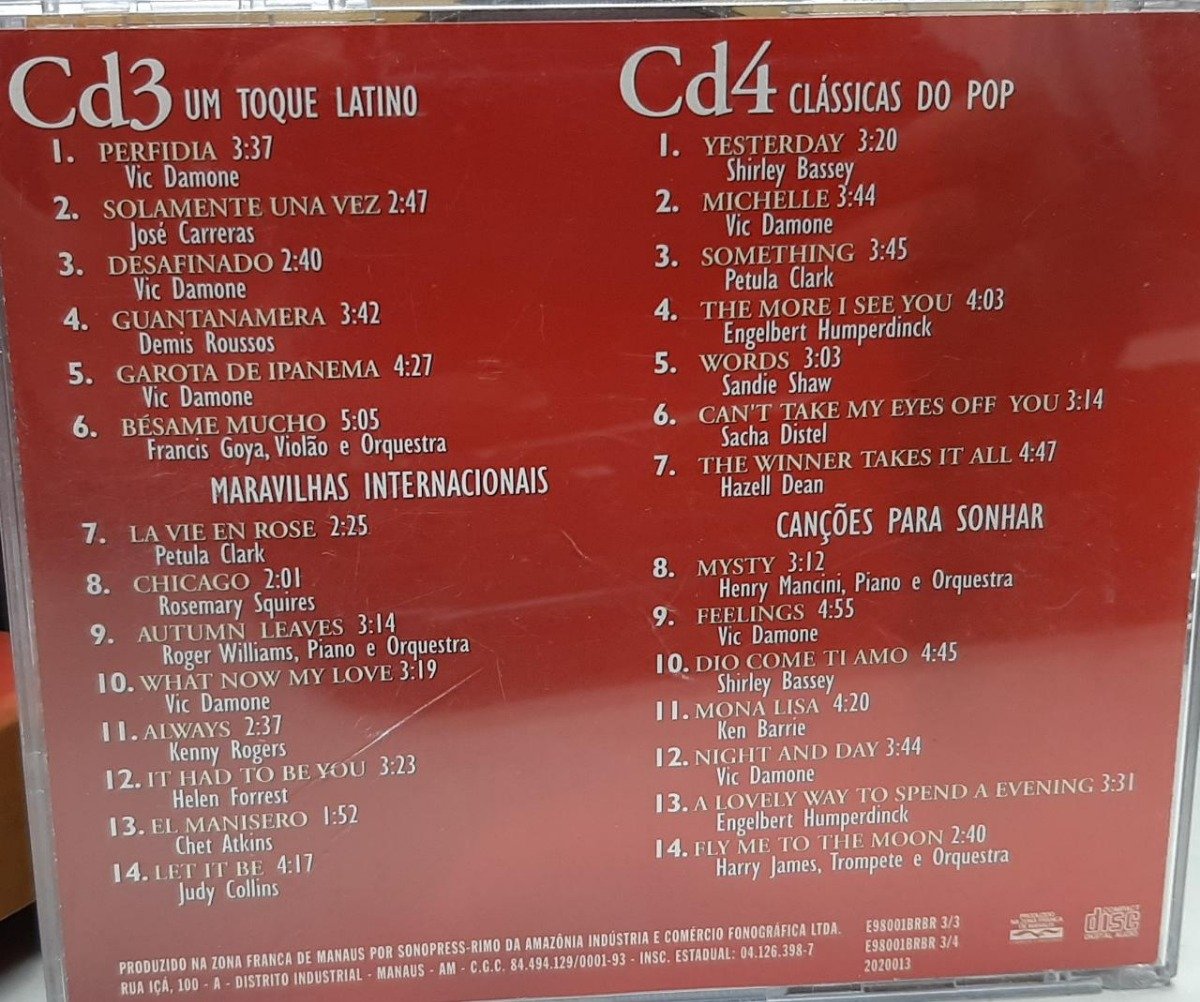 Cd3 UM TOQUE LATINO
1. PERFIDIA 3:37
Vic Damone
2. SOLAMENTE UNA VEZ 2:47
José Carreras
3. DESAFINADO 2:40
Vic Damone
4. GUANTANAMERA 3:42
Demis Roussos
5. GAROTA DE IPANEMA 4:27
Vic Damone
6. BÉSAME MUCHO 5:05
Francis Goya, Violão e Orquestra
MARAVILHAS INTERNACIONAIS
7. LA VIE EN ROSE 2:25
Petula Clark
8. CHICAGO 2:01
Rosemary Squires
9. AUTUMN LEAVES 3:14
Roger Williams, Piano e Orquestra
10. WHAT NOW MY LOVE 3:19
Vic Damone
11. ALWAYS 2:37
Kenny Rogers
12. IT HAD TO BE YOU 3:23
Helen Forrest
13. EL MANISERO 1:52
Chet Atkins
14. LET IT BE 4:17
Judy Collins
Cd4 CLÁSSICAS DO POP
1. YESTERDAY 3:20
Shirley Bassey
2. MICHELLE 3:44
Vic Damone
3. SOMETHING 3:45
Petula Clark
4. THE MORE I SEE YOU 4:03
Engelbert Humperdinck
5. WORDS 3:03
Sandie Shaw
6. CAN'T TAKE MY EYES OFF YOU 3:14
Sacha Distel
7. THE WINNER TAKES IT ALL 4:47
Hazell Dean
CANÇÕES PARA SONHAR
8. MYSTY 3:12
Henry Mancini, Piano e Orquestra
9. FEELINGS 4:55
Vic Damone
10. DIO COME TI AMO 4:45
Shirley Bassey
11. MONA LISA 4:20
Ken Barrie
12. NIGHT AND DAY 3:44
Vic Damone
13. A LOVELY WAY TO SPEND A EVENING 3:31
Engelbert Humperdinck
14. FLY ME TO THE MOON 2:40
Harry James, Trompete e Orquestra
PRODUZIDO NA ZONA FRANCA DE MANAUS POR SONOPRESS-RIMO DA AMAZÔNIA INDÚSTRIA E COMÉRCIO FONOGRÁFICA LTDA.
RUA IÇÁ, 100 - A - DISTRITO INDUSTRIAL - MANAUS - AM - C.G.C. 84.494.129/0001-93 - INSC. ESTADUAL: 04.126.398-7
E98001BRBR 3/3
E98001BRBR 3/4
2020013
PRODUZIDO
NA ZONA FRANCA
DE MANAUS
COMPACT
disc
DIGITAL AUDIO